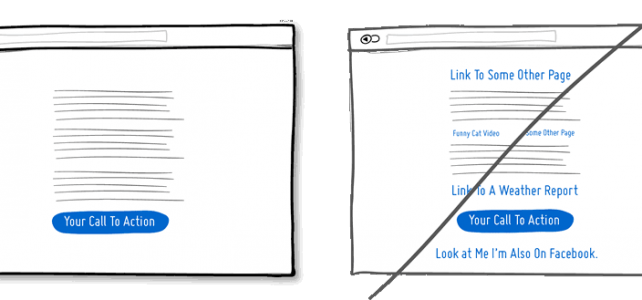 Your Call To Action
Link To Some Other Page
Funny Cat Video
Some Other Page
Link To A Weather Report
Your Call To Action
Look at Me I'm Also On Facebook.